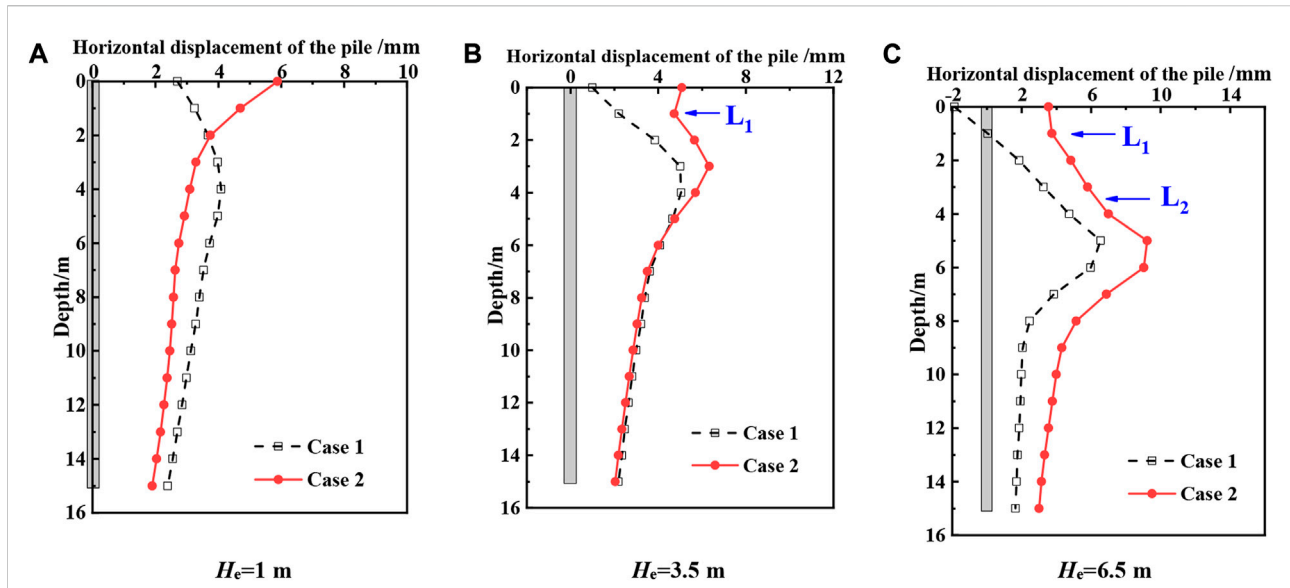 A
Horizontal displacement of the pile /mm
0 2 4 6 8 10
0
2
4
6
8
10
12
14
16
Depth/m
Case 1
Case 2
He=1 m
B
Horizontal displacement of the pile /mm
0 4 8 12
0
2
4
6
8
10
12
14
16
Depth/m
L1
Case 1
Case 2
He=3.5 m
C
Horizontal displacement of the pile /mm
-2 2 6 10 14
0
2
4
6
8
10
12
14
16
Depth/m
L1
L2
Case 1
Case 2
He=6.5 m